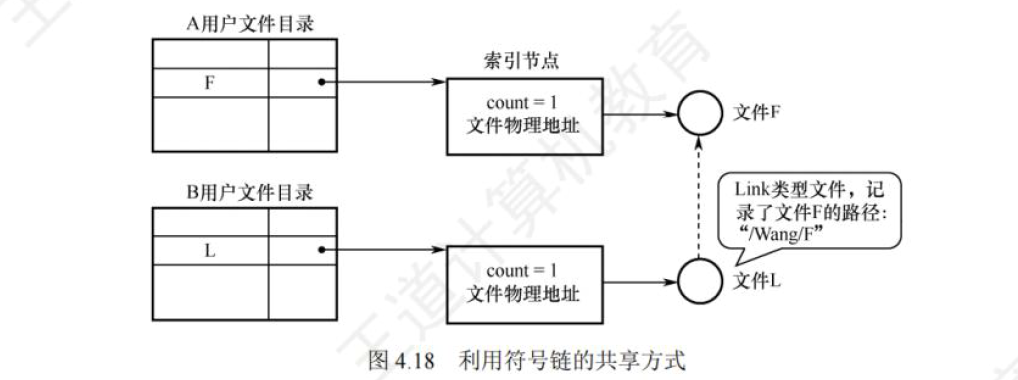 A用户文件目录
F
索引节点
count = 1
文件物理地址
文件F
B用户文件目录
L
count = 1
文件物理地址
Link类型文件，记
录了文件F的路径：
“/Wang/F”
文件L
图 4.18 利用符号链的共享方式
王道计算机教育